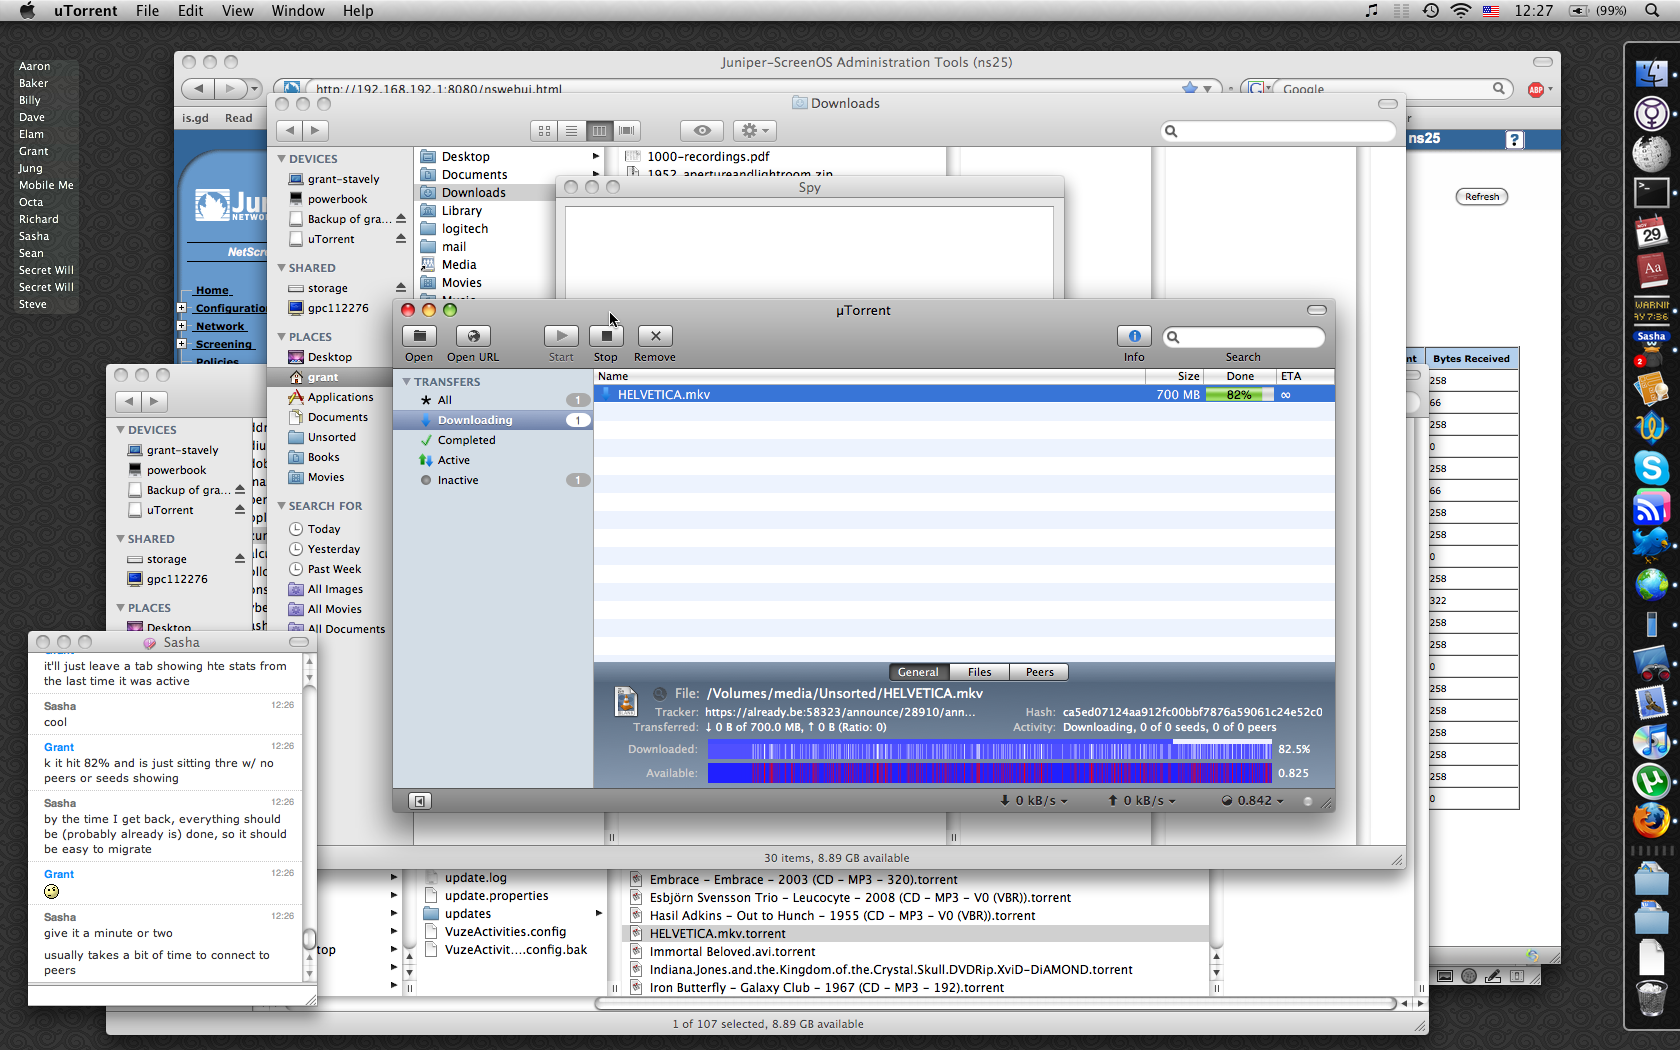 uTorrent File Edit View Window Help
12:27 (99%)
Aaron
Baker
Billy
Dave
Elam
Grant
Jung
Mobile Me
Octa
Richard
Sasha
Sean
Secret Will
Secret Will
Steve
Juniper-ScreenOS Administration Tools (ns25)
http://192.168.192.1:8080/nswebui.html
Google
ABP
is.gd Read
ns25
?
Refresh
NETWORK
NetScre
Home
Configuratio
Network
Screening
Policies
nt Bytes Received
258
66
258
0
258
66
258
258
0
258
322
258
258
0
258
258
258
258
258
0
Downloads
DEVICES
grant-stavely
powerbook
Backup of gra...
uTorrent
SHARED
storage
gpc112276
PLACES
Desktop
grant
Applications
Documents
Unsorted
Books
Movies
SEARCH FOR
Today
Yesterday
Past Week
All Images
All Movies
All Documents
Desktop
Documents
Downloads
Library
logitech
mail
Media
Movies
1000-recordings.pdf
1952_apertureandlightroom.zip
30 items, 8.89 GB available
Spy
µTorrent
Open
Open URL
Start
Stop
Remove
Info
Search
TRANSFERS
All 1
Downloading 1
Completed
Active
Inactive 1
Name Size Done ETA
HELVETICA.mkv 700 MB 82% ∞
General Files Peers
File: /Volumes/media/Unsorted/HELVETICA.mkv
Tracker: https://already.be:58323/announce/28910/ann...
Hash: ca5ed07124aa912fc00bbf7876a59061c24e52c0
Transferred: ↓ 0 B of 700.0 MB, ↑ 0 B (Ratio: 0)
Activity: Downloading, 0 of 0 seeds, 0 of 0 peers
Downloaded: 82.5%
Available: 0.825
0 kB/s 0 kB/s 0.842
DEVICES
grant-stavely
powerbook
Backup of gra...
uTorrent
SHARED
storage
gpc112276
PLACES
Desktop
Sasha
Grant
it'll just leave a tab showing hte stats from
the last time it was active
Sasha 12:26
cool
Grant 12:26
k it hit 82% and is just sitting thre w/ no
peers or seeds showing
Sasha 12:26
by the time I get back, everything should
be (probably already is) done, so it should
be easy to migrate
Grant 12:26
Sasha 12:26
give it a minute or two
usually takes a bit of time to connect to
peers
top
update.log
update.properties
updates
VuzeActivities.config
VuzeActivit....config.bak
Embrace - Embrace - 2003 (CD - MP3 - 320).torrent
Esbjörn Svensson Trio - Leucocyte - 2008 (CD - MP3 - V0 (VBR)).torrent
Hasil Adkins - Out to Hunch - 1955 (CD - MP3 - V0 (VBR)).torrent
HELVETICA.mkv.torrent
Immortal Beloved.avi.torrent
Indiana.Jones.and.the.Kingdom.of.the.Crystal.Skull.DVDRip.XviD-DiAMOND.torrent
Iron Butterfly - Galaxy Club - 1967 (CD - MP3 - 192).torrent
1 of 107 selected, 8.89 GB available
29
Aa
WARNIN
AY 7:36
Sasha
2